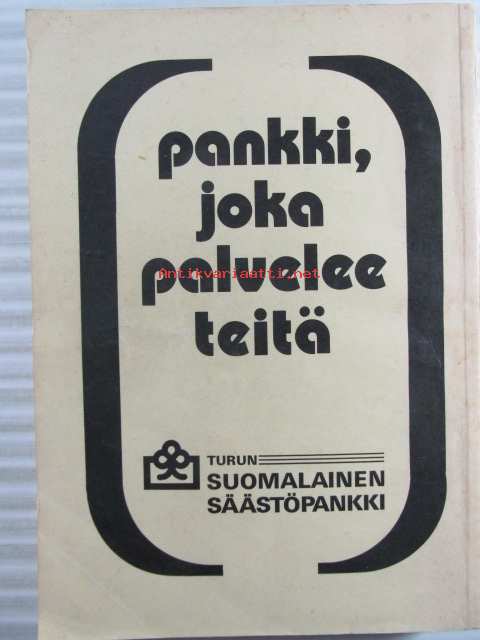 pankki,
joka
palvelee
Antikvariaatti.net
teitä
TURUN
SUOMALAINEN
SÄÄSTÖPANKKI